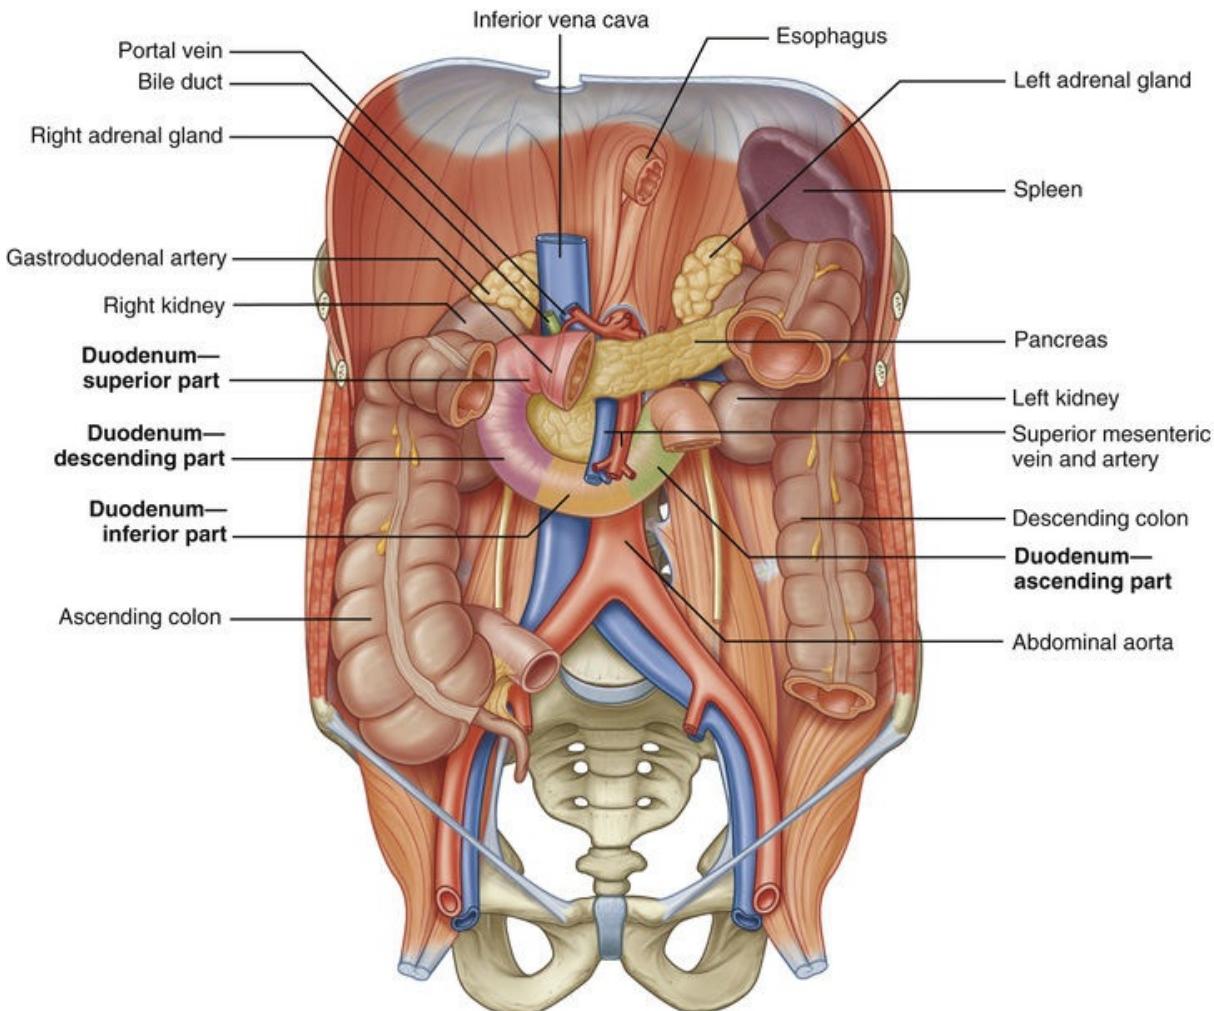 Inferior vena cava
Esophagus
Portal vein
Bile duct
Left adrenal gland
Right adrenal gland
Spleen
Gastroduodenal artery
Right kidney
Pancreas
Duodenum—
superior part
Left kidney
Duodenum—
descending part
Superior mesenteric
vein and artery
Duodenum—
inferior part
Descending colon
Duodenum—
ascending part
Ascending colon
Abdominal aorta